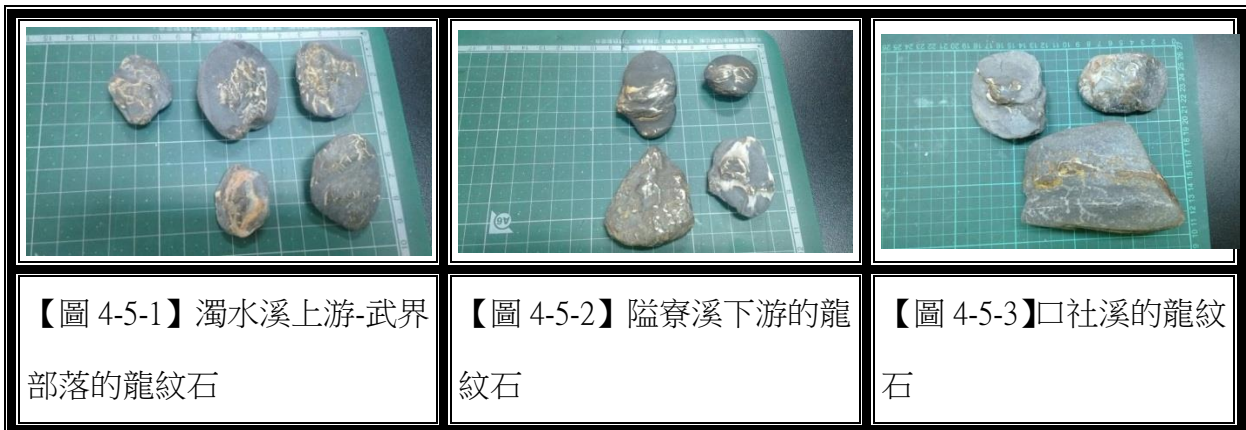 【圖 4-5-1】濁水溪上游-武界
部落的龍紋石
【圖 4-5-2】隘寮溪下游的龍
紋石
【圖 4-5-3】口社溪的龍紋
石